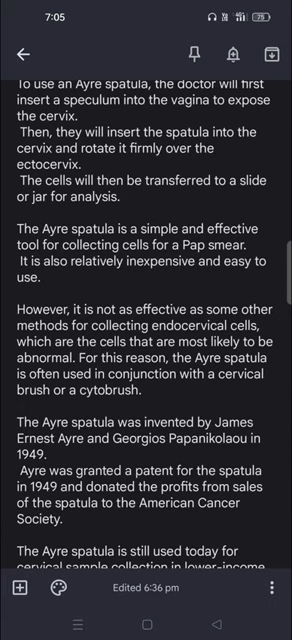 7:05
75
To use an Ayre spatula, the doctor will first
insert a speculum into the vagina to expose
the cervix.
Then, they will insert the spatula into the
cervix and rotate it firmly over the
ectocervix.
The cells will then be transferred to a slide
or jar for analysis.
The Ayre spatula is a simple and effective
tool for collecting cells for a Pap smear.
It is also relatively inexpensive and easy to
use.
However, it is not as effective as some other
methods for collecting endocervical cells,
which are the cells that are most likely to be
abnormal. For this reason, the Ayre spatula
is often used in conjunction with a cervical
brush or a cytobrush.
The Ayre spatula was invented by James
Ernest Ayre and Georgios Papanikolaou in
1949.
Ayre was granted a patent for the spatula
in 1949 and donated the profits from sales
of the spatula to the American Cancer
Society.
The Ayre spatula is still used today for
cervical sample collection in lower-income
Edited 6:36 pm